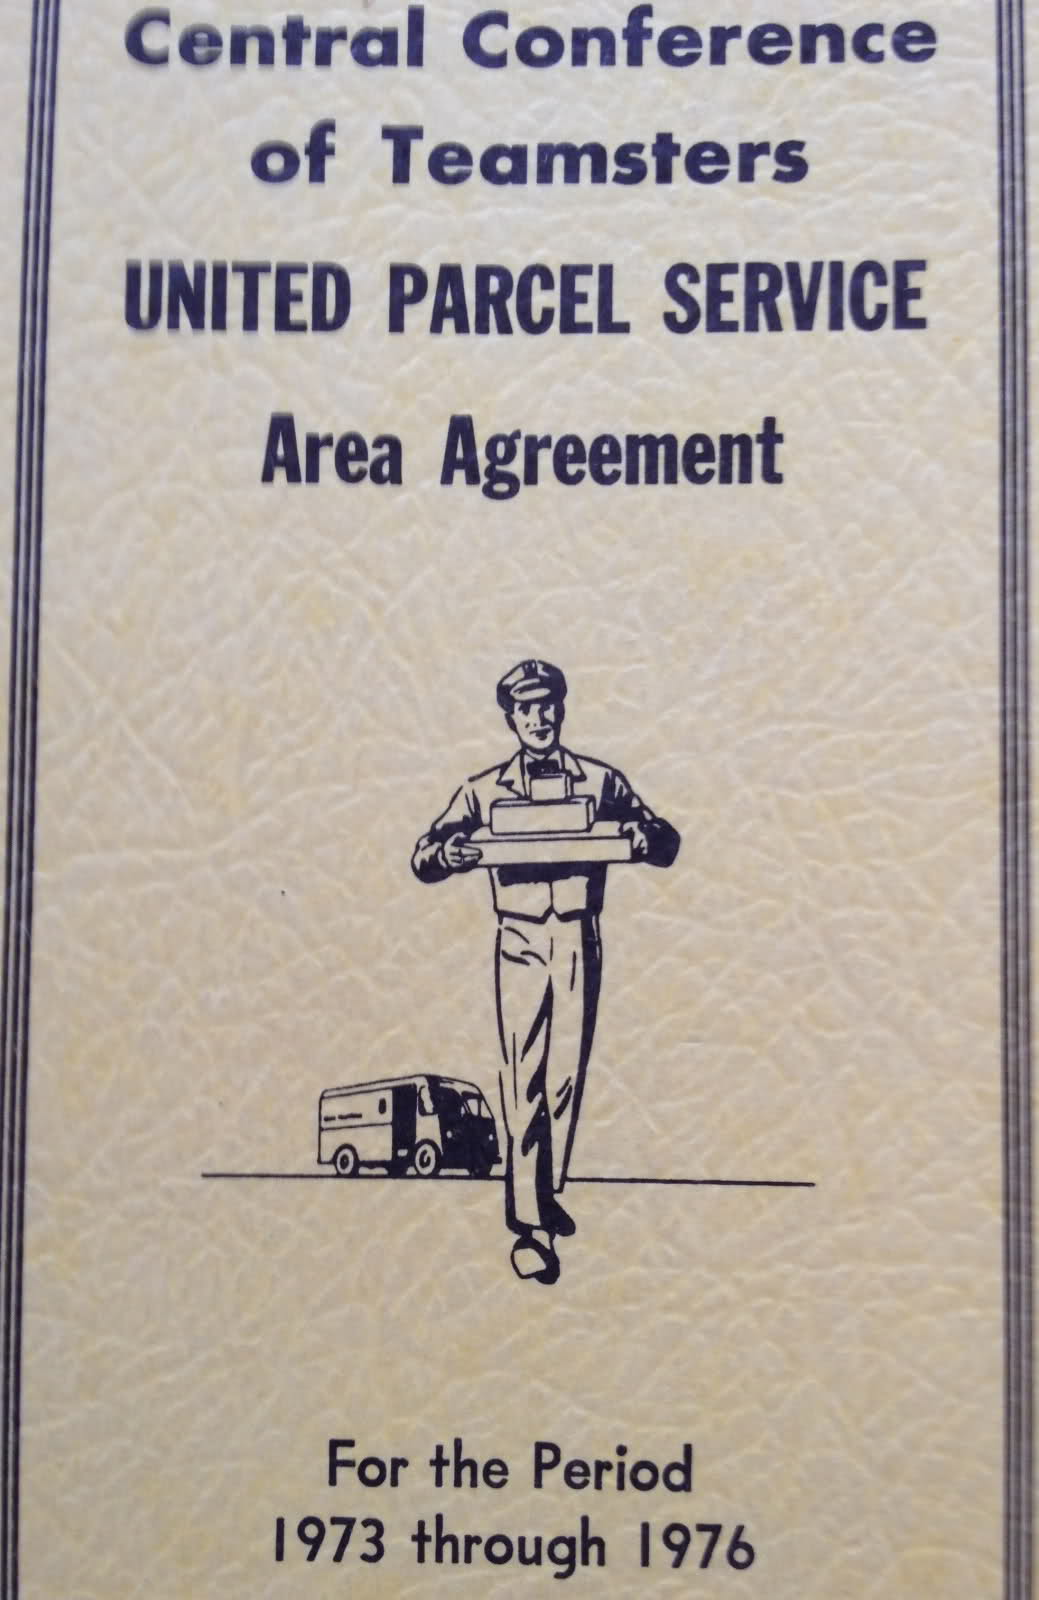 Central Conference
of Teamsters
UNITED PARCEL SERVICE
Area Agreement
For the Period
1973 through 1976